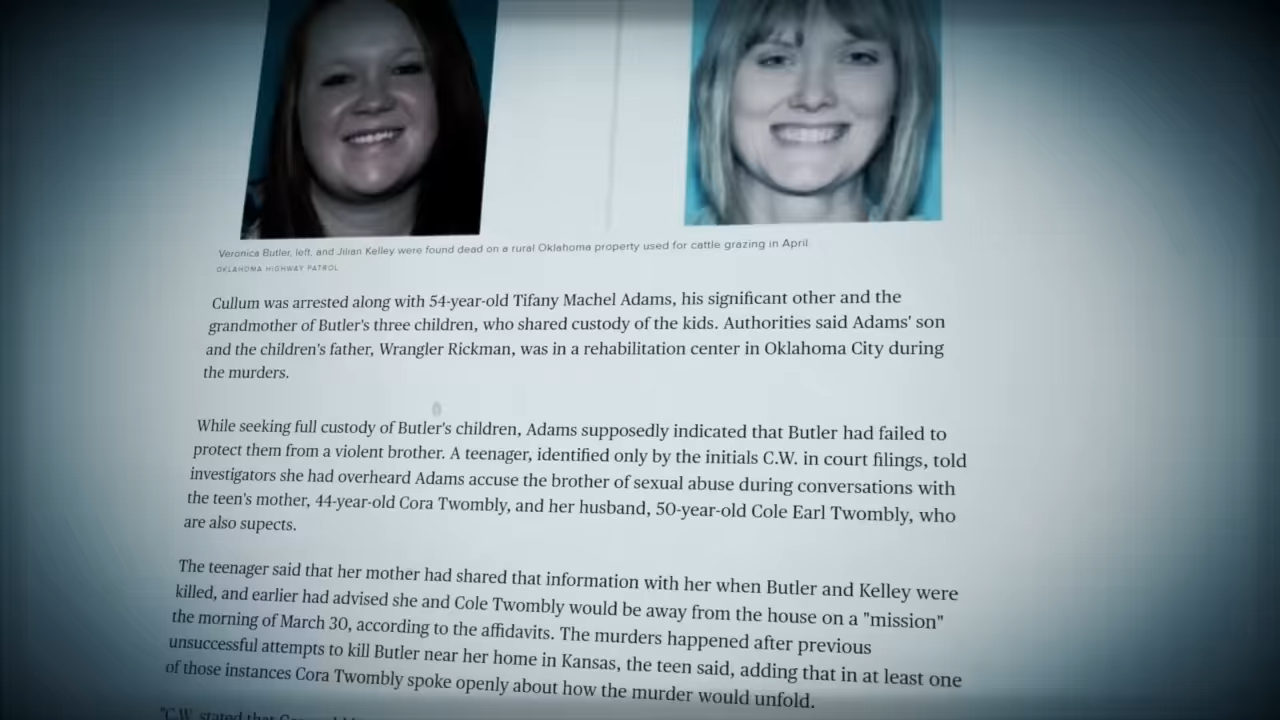 Veronica Butler, left, and Jilian Kelley were found dead on a rural Oklahoma property used for cattle grazing in April.
OKLAHOMA HIGHWAY PATROL
Cullum was arrested along with 54-year-old Tifany Machel Adams, his significant other and the
grandmother of Butler's three children, who shared custody of the kids. Authorities said Adams' son
and the children's father, Wrangler Rickman, was in a rehabilitation center in Oklahoma City during
the murders.
While seeking full custody of Butler's children, Adams supposedly indicated that Butler had failed to
protect them from a violent brother. A teenager, identified only by the initials C.W. in court filings, told
investigators she had overheard Adams accuse the brother of sexual abuse during conversations with
the teen's mother, 44-year-old Cora Twombly, and her husband, 50-year-old Cole Earl Twombly, who
are also supects.
The teenager said that her mother had shared that information with her when Butler and Kelley were
killed, and earlier had advised she and Cole Twombly would be away from the house on a "mission"
the morning of March 30, according to the affidavits. The murders happened after previous
unsuccessful attempts to kill Butler near her home in Kansas, the teen said, adding that in at least one
of those instances Cora Twombly spoke openly about how the murder would unfold.
"C.W. stated that